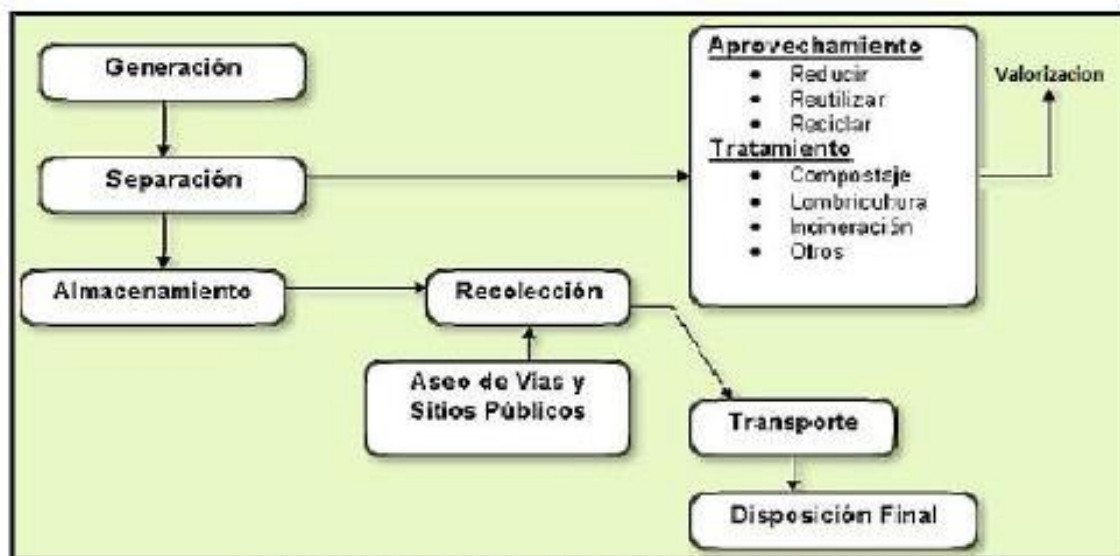 Generación
Separación
Almacenamiento
Recolección
Aseo de Vias y
Sitios Públicos
Aprovechamiento
• Reducir
• Reutilizar
• Reciclar
Tratamiento
• Compostaje
• Lombricultura
• Incineración
• Otros
Valorizacion
Transporte
Disposición Final